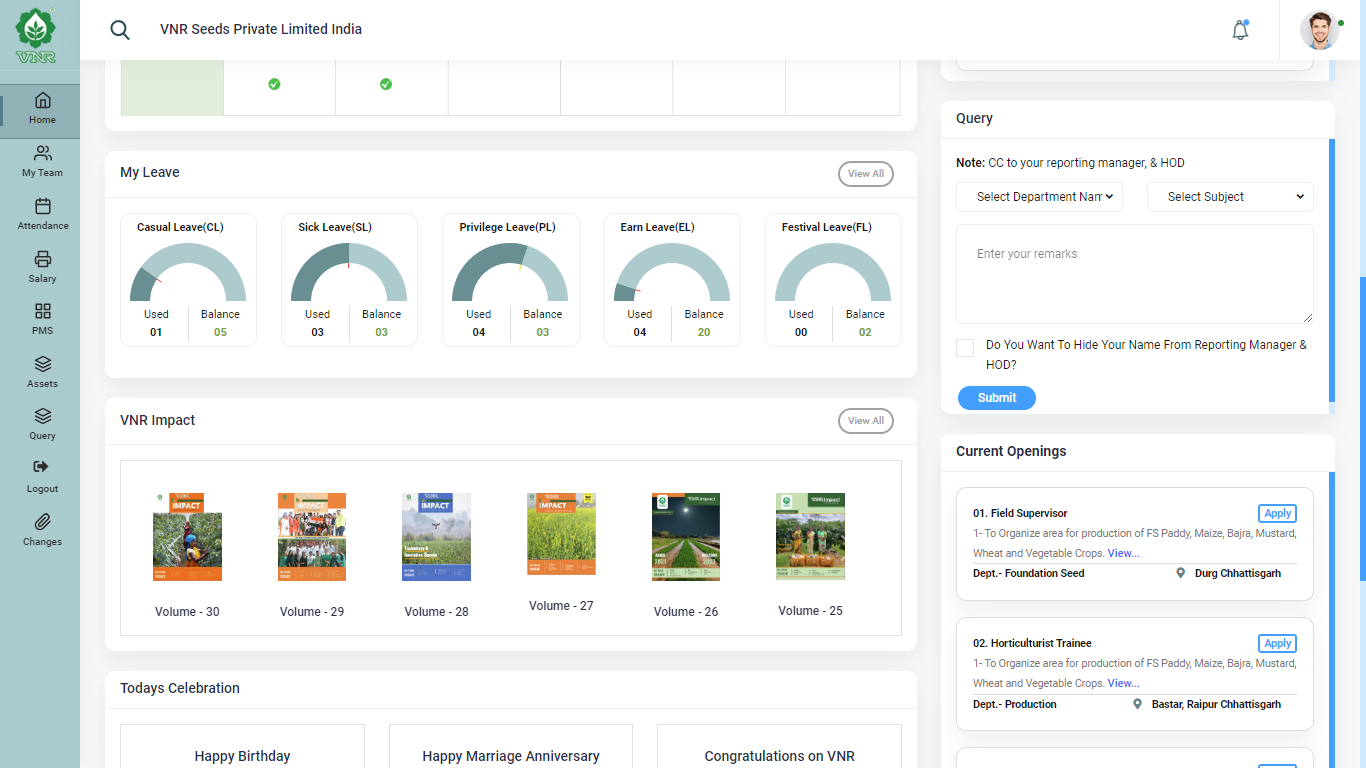 VNR
VNR Seeds Private Limited India
Home
My Team
Attendance
Salary
PMS
Assets
Query
Logout
Changes
My Leave
View All
Casual Leave(CL)
Used
Balance
01
05
Sick Leave(SL)
Used
Balance
03
03
Privilege Leave(PL)
Used
Balance
04
03
Earn Leave(EL)
Used
Balance
04
20
Festival Leave(FL)
Used
Balance
00
02
VNR Impact
View All
IMPACT
Volume - 30
IMPACT
Volume - 29
IMPACT
Volume - 28
IMPACT
Volume - 27
Volume - 26
Volume - 25
Todays Celebration
Happy Birthday
Happy Marriage Anniversary
Congratulations on VNR
Query
Note: CC to your reporting manager, & HOD
Select Department Nam
Select Subject
Enter your remarks
Do You Want To Hide Your Name From Reporting Manager &
HOD?
Submit
Current Openings
01. Field Supervisor
Apply
1- To Organize area for production of FS Paddy, Maize, Bajra, Mustard,
Wheat and Vegetable Crops. View...
Dept.- Foundation Seed
Durg Chhattisgarh
02. Horticulturist Trainee
Apply
1- To Organize area for production of FS Paddy, Maize, Bajra, Mustard,
Wheat and Vegetable Crops. View...
Dept.- Production
Bastar, Raipur Chhattisgarh